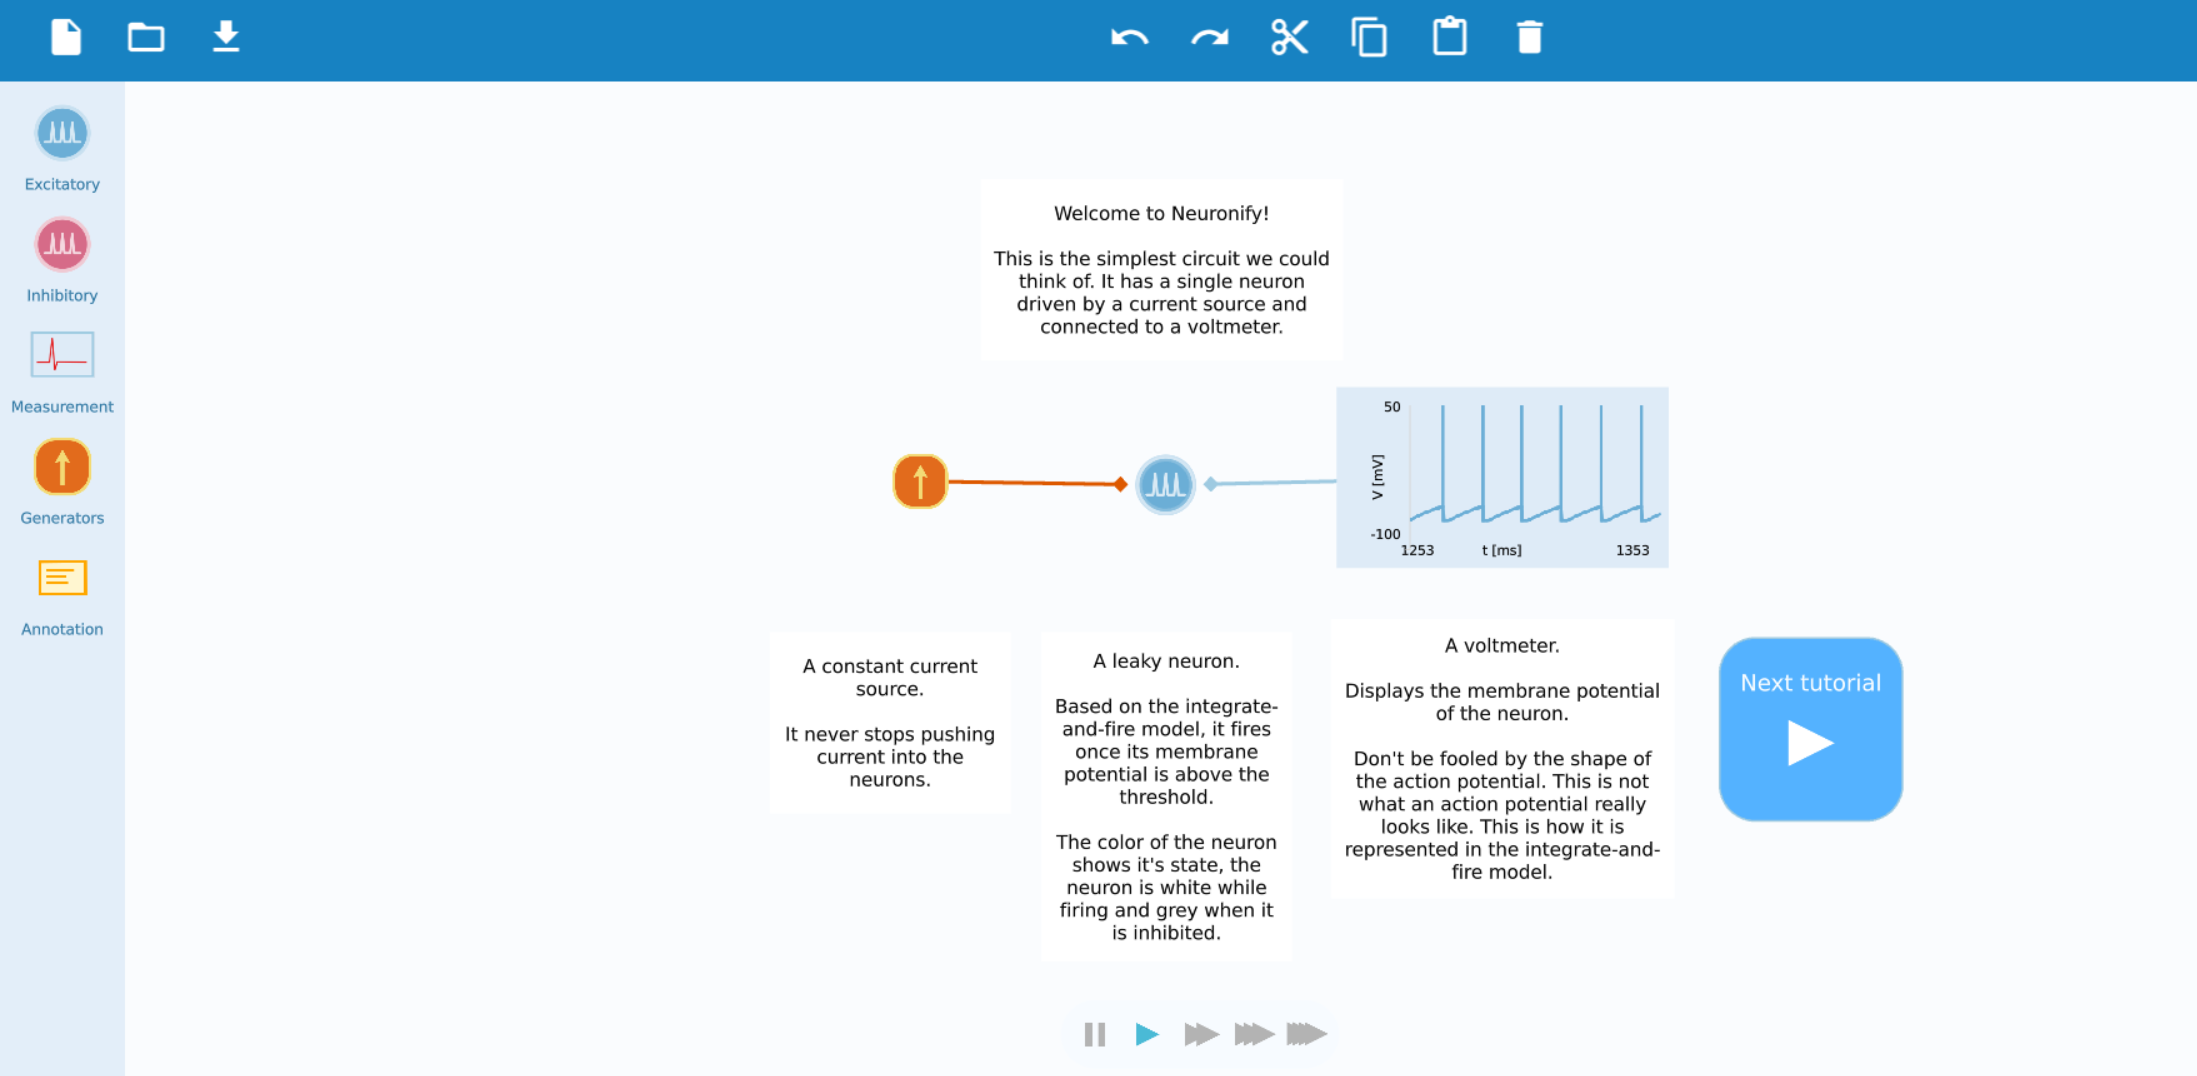 Excitatory
Inhibitory
Measurement
Generators
Annotation
Welcome to Neuronify!
This is the simplest circuit we could
think of. It has a single neuron
driven by a current source and
connected to a voltmeter.
50
V [mV]
-100
1253
t [ms]
1353
A constant current
source.
It never stops pushing
current into the
neurons.
A leaky neuron.
Based on the integrate-
and-fire model, it fires
once its membrane
potential is above the
threshold.
The color of the neuron
shows it's state, the
neuron is white while
firing and grey when it
is inhibited.
A voltmeter.
Displays the membrane potential
of the neuron.
Don't be fooled by the shape of
the action potential. This is not
what an action potential really
looks like. This is how it is
represented in the integrate-and-
fire model.
Next tutorial